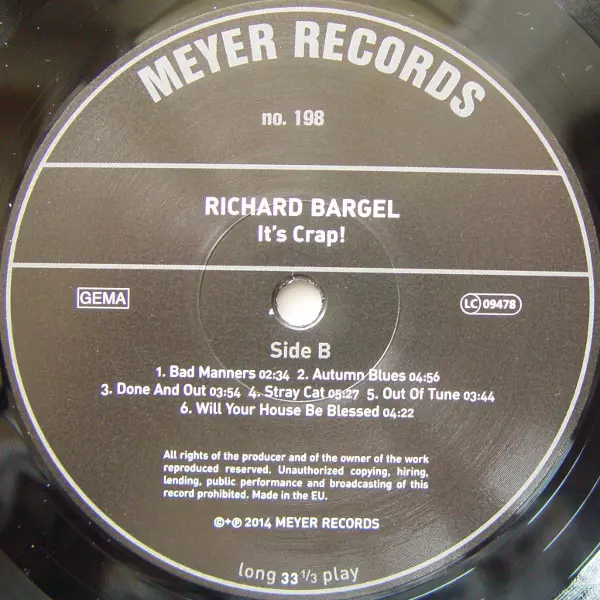 MEYER RECORDS
no. 198
RICHARD BARGEL
It's Crap!
GEMA
LC 09478
Side B
1. Bad Manners 02:34 2. Autumn Blues 04:56
3. Done And Out 03:54 4. Stray Cat 05:27 5. Out Of Tune 03:44
6. Will Your House Be Blessed 04:22
All rights of the producer and of the owner of the work
reproduced reserved. Unauthorized copying, hiring,
lending, public performance and broadcasting of this
record prohibited. Made in the EU.
©+℗ 2014 MEYER RECORDS
long 33 1/3 play